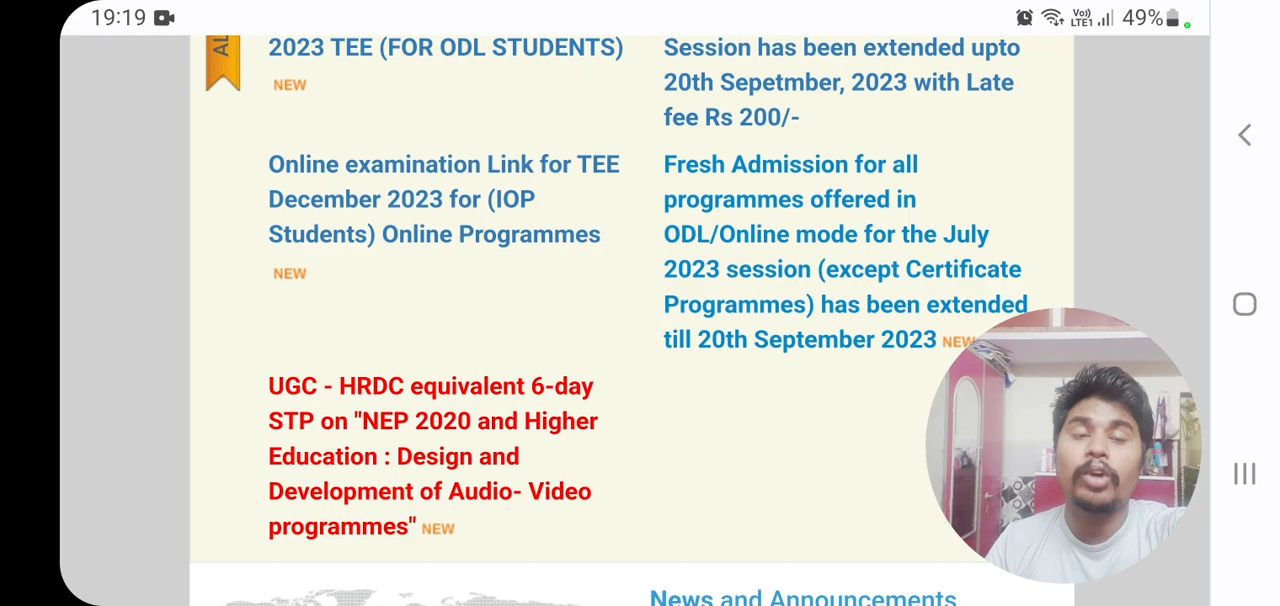 19:19
Vo)
LTE1
49%
AL
2023 TEE (FOR ODL STUDENTS)
NEW
Online examination Link for TEE
December 2023 for (IOP
Students) Online Programmes
NEW
UGC - HRDC equivalent 6-day
STP on "NEP 2020 and Higher
Education : Design and
Development of Audio- Video
programmes" NEW
Session has been extended upto
20th Sepetmber, 2023 with Late
fee Rs 200/-
Fresh Admission for all
programmes offered in
ODL/Online mode for the July
2023 session (except Certificate
Programmes) has been extended
till 20th September 2023 NEW
News and Announcements